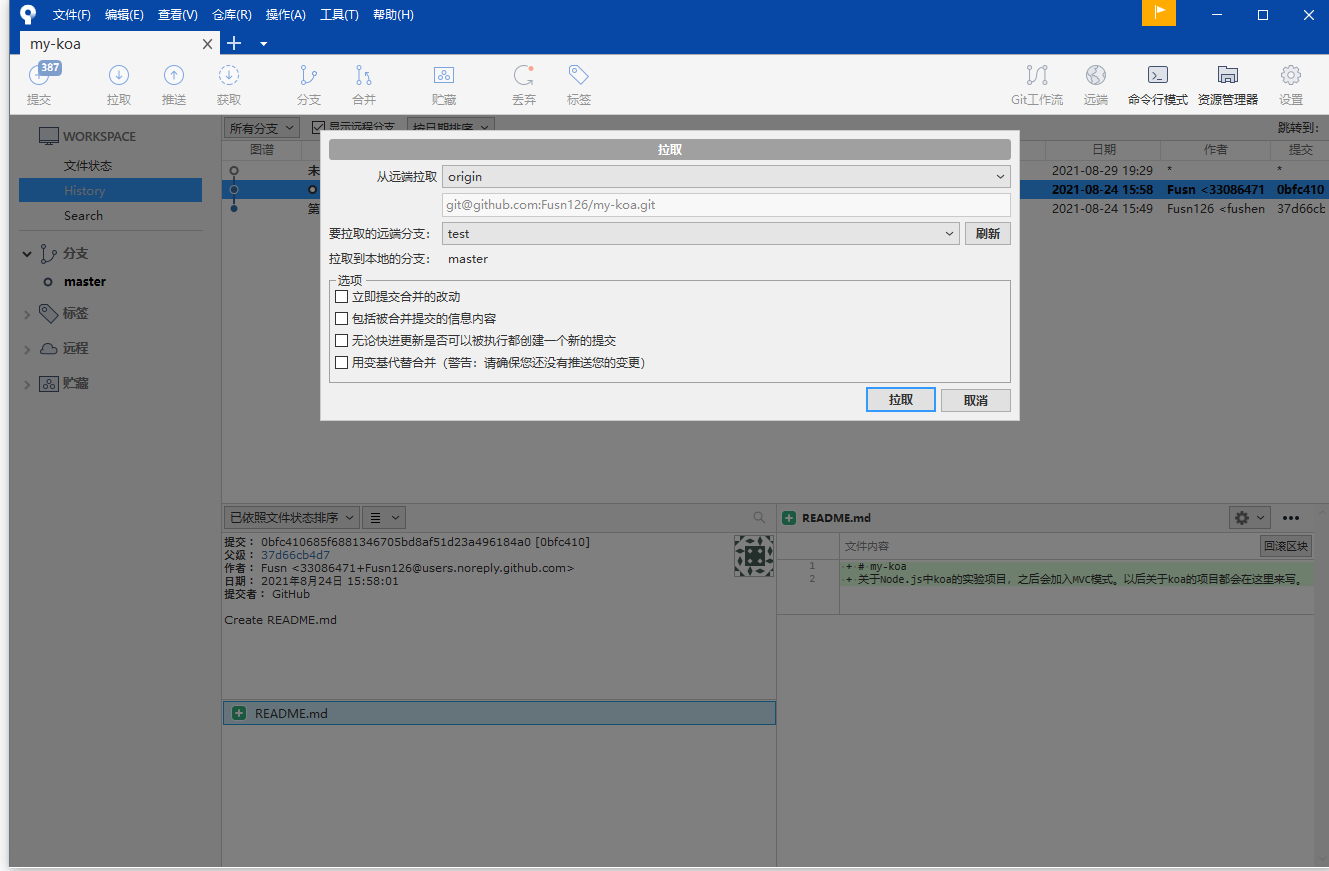 文件(F) 编辑(E) 查看(V) 仓库(R) 操作(A) 工具(T) 帮助(H)
my-koa
387
提交 拉取 推送 获取 分支 合并 贮藏 丢弃 标签 Git工作流 远端 命令行模式 资源管理器 设置
WORKSPACE
文件状态
History
Search
分支
master
标签
远程
贮藏
所有分支 显示远程分支 按日期排序 跳转到:
图谱 日期 作者 提交
未 2021-08-29 19:29 * *
2021-08-24 15:58 Fusn <33086471 0bfc410
第 2021-08-24 15:49 Fusn126 <fushen 37d66cb
拉取
从远端拉取 origin
git@github.com:Fusn126/my-koa.git
要拉取的远端分支: test 刷新
拉取到本地的分支: master
选项
立即提交合并的改动
包括被合并提交的信息内容
无论快进更新是否可以被执行都创建一个新的提交
用变基代替合并（警告：请确保您还没有推送您的变更）
拉取 取消
已依照文件状态排序
提交： 0bfc410685f6881346705bd8af51d23a496184a0 [0bfc410]
父级： 37d66cb4d7
作者： Fusn <33086471+Fusn126@users.noreply.github.com>
日期： 2021年8月24日 15:58:01
提交者： GitHub
Create README.md
README.md
README.md
文件内容 回滚区块
1 + # my-koa
2 + 关于Node.js中koa的实验项目，之后会加入MVC模式。以后关于koa的项目都会在这里来写。